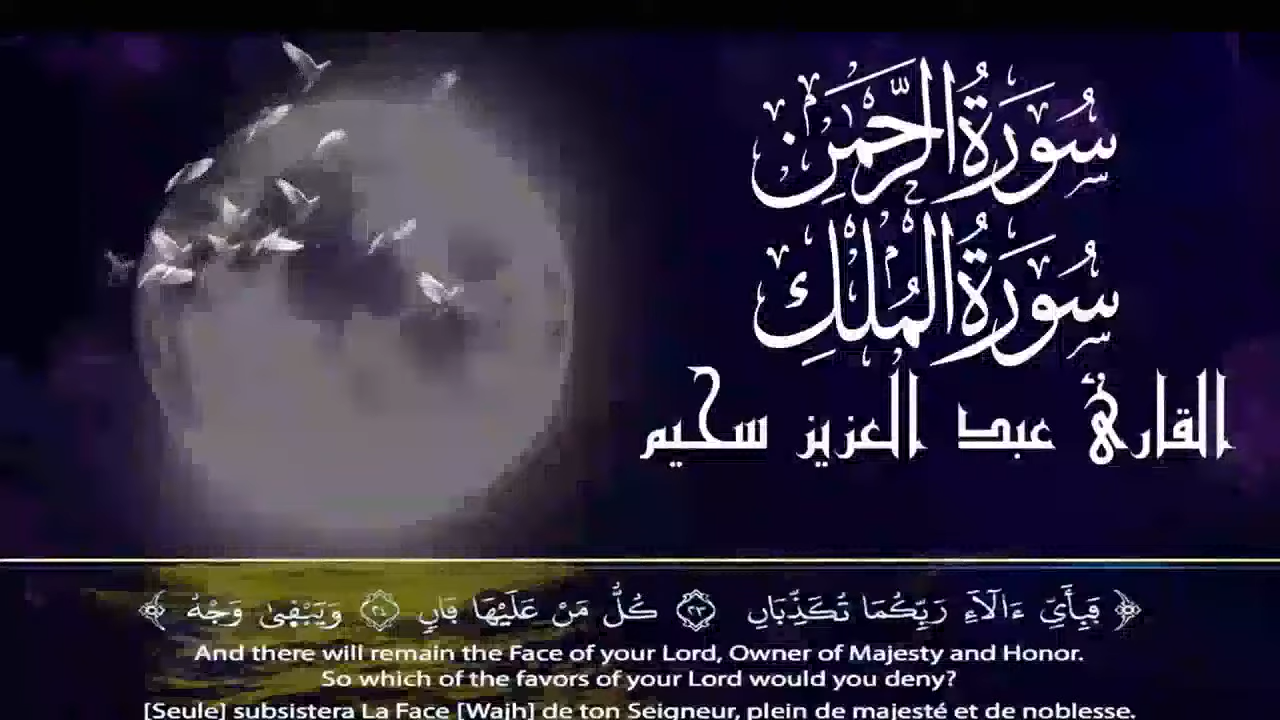 سُورَةُ الرَّحْمَٰنِ
سُورَةُ المُلْكِ
القارئ عبد العزيز سحيم
﴿ فَبِأَيِّ ءَالَآءِ رَبِّكُمَا تُكَذِّبَانِ ٢٣ كُلُّ مَنْ عَلَيْهَا فَانٍ ٢٤ وَيَبْقَىٰ وَجْهُ ﴾
And there will remain the Face of your Lord, Owner of Majesty and Honor.
So which of the favors of your Lord would you deny?
[Seule] subsistera La Face [Wajh] de ton Seigneur, plein de majesté et de noblesse.